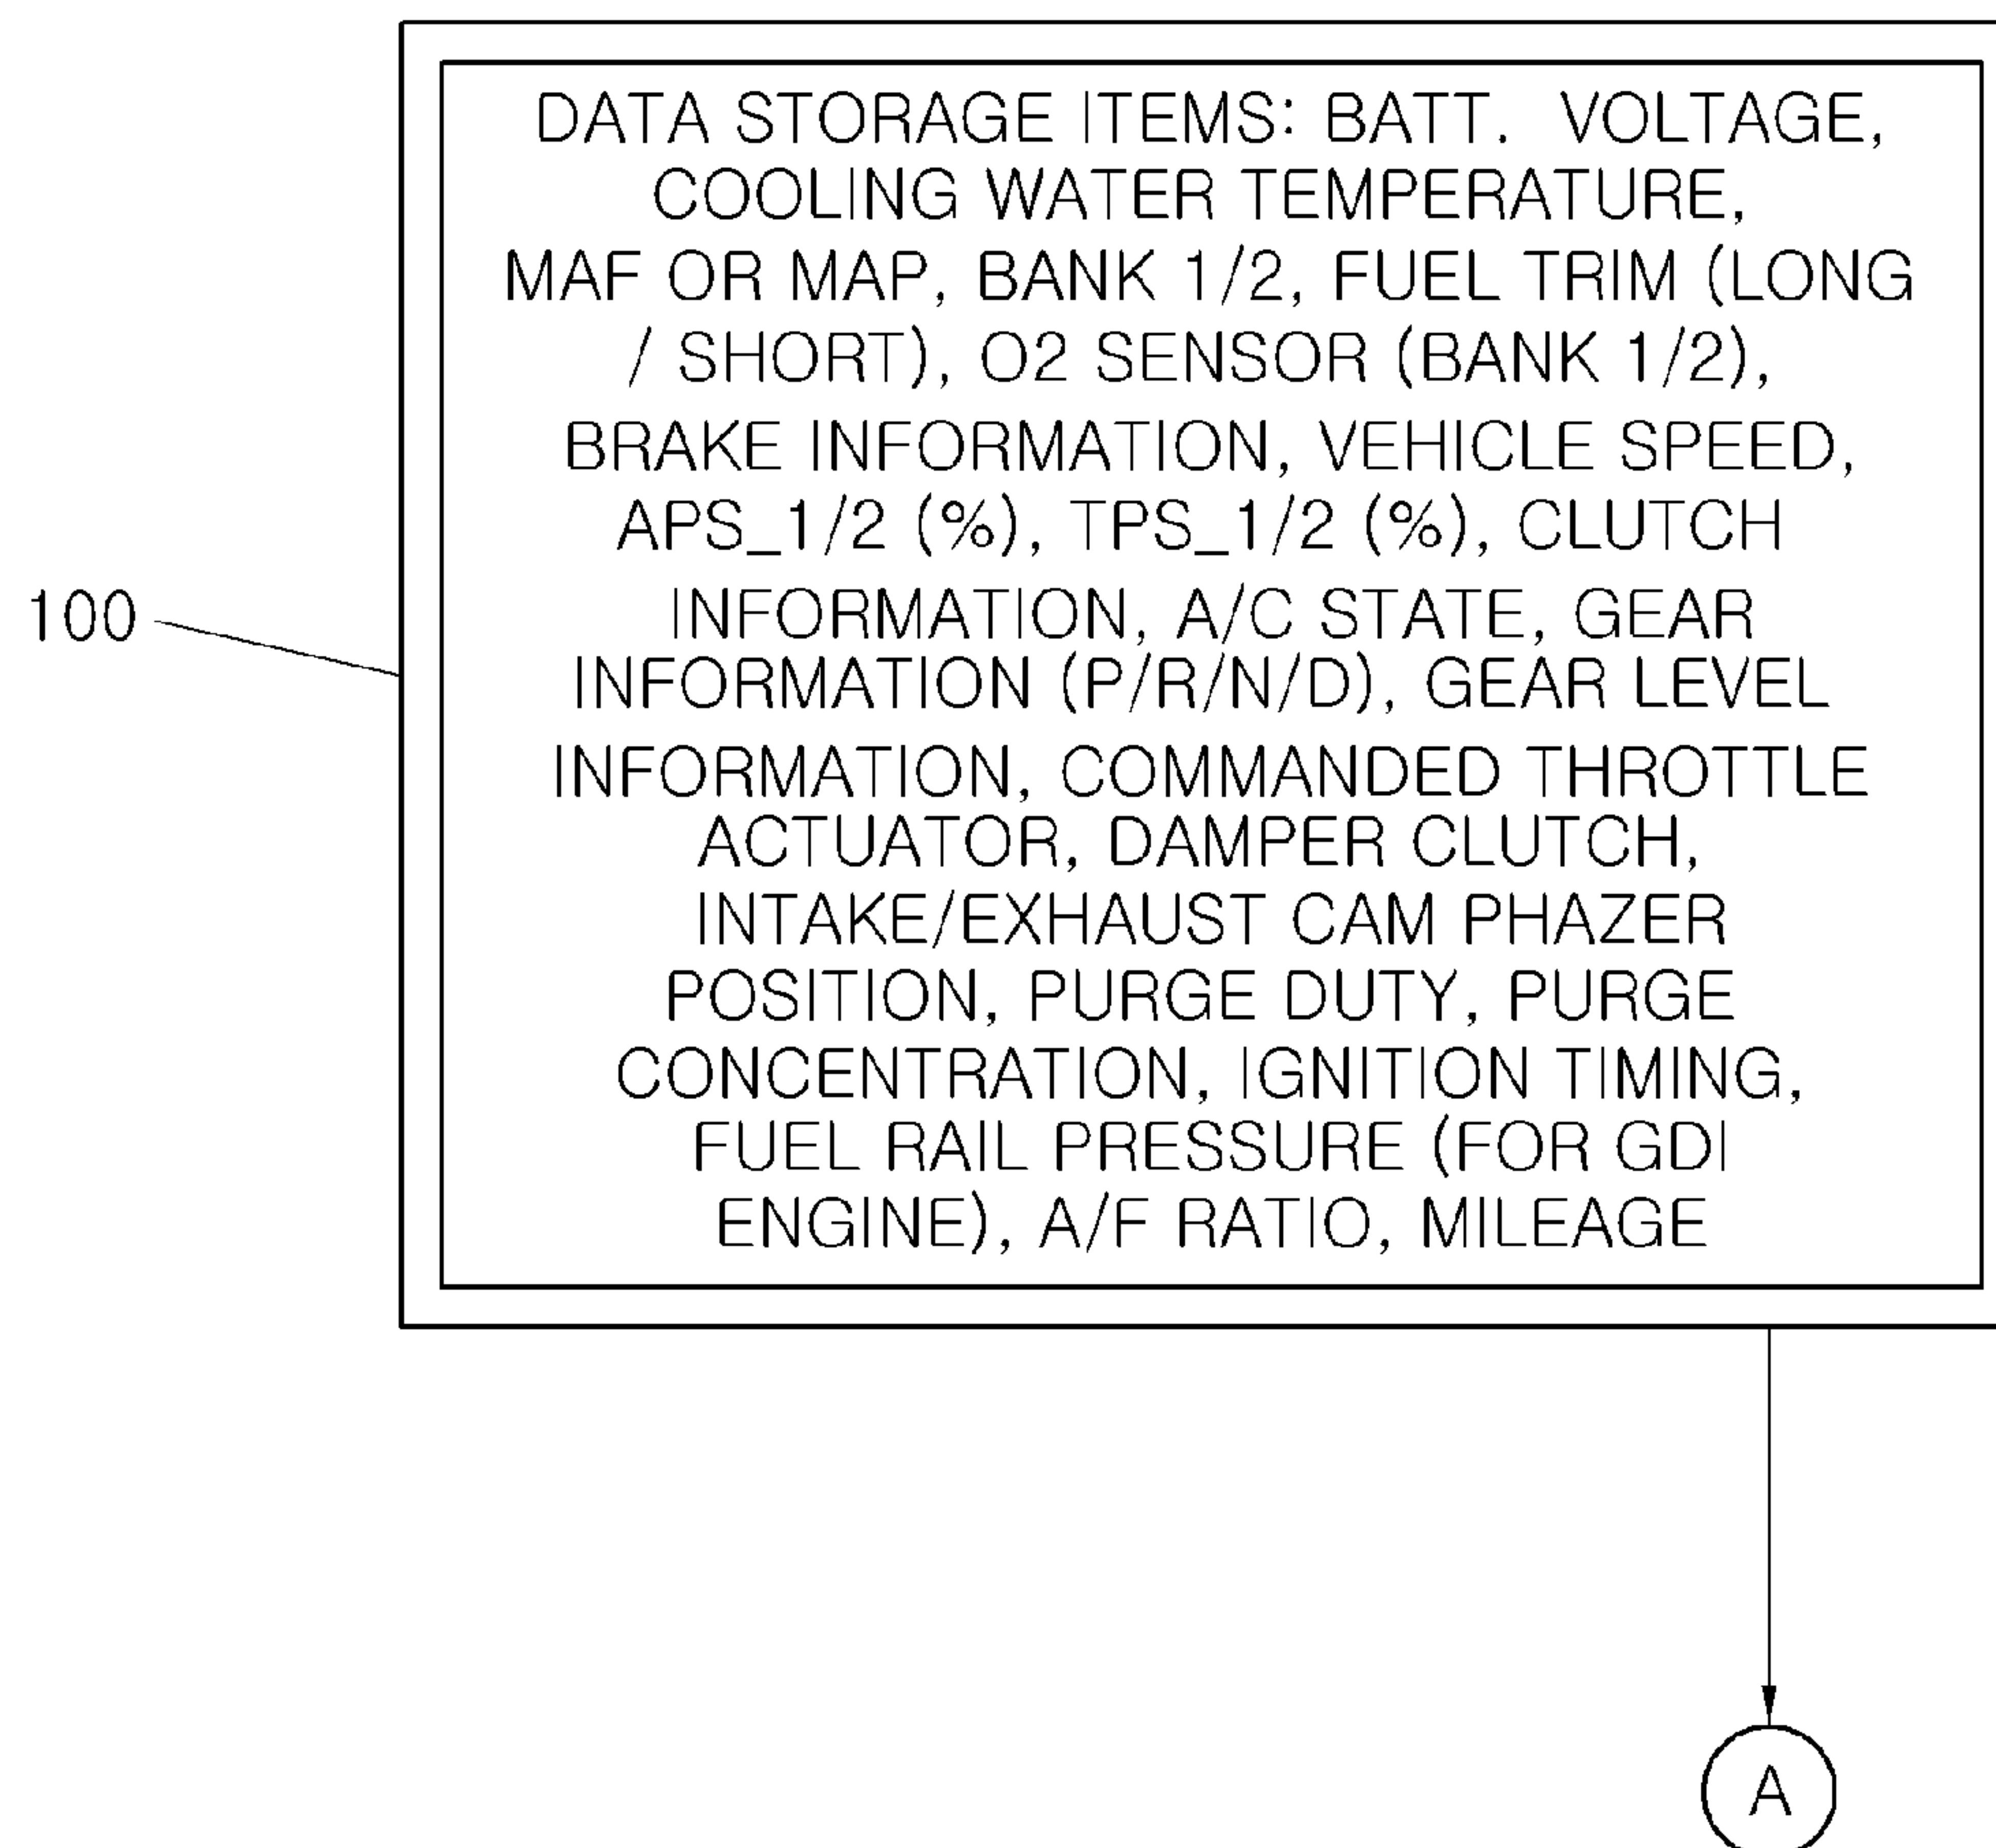 DATA STORAGE ITEMS: BATT. VOLTAGE,
COOLING WATER TEMPERATURE,
MAF OR MAP, BANK 1/2, FUEL TRIM (LONG
/ SHORT), O2 SENSOR (BANK 1/2),
BRAKE INFORMATION, VEHICLE SPEED,
APS_1/2 (%), TPS_1/2 (%), CLUTCH
INFORMATION, A/C STATE, GEAR
INFORMATION (P/R/N/D), GEAR LEVEL
INFORMATION, COMMANDED THROTTLE
ACTUATOR, DAMPER CLUTCH,
INTAKE/EXHAUST CAM PHAZER
POSITION, PURGE DUTY, PURGE
CONCENTRATION, IGNITION TIMING,
FUEL RAIL PRESSURE (FOR GDI
ENGINE), A/F RATIO, MILEAGE
100
A